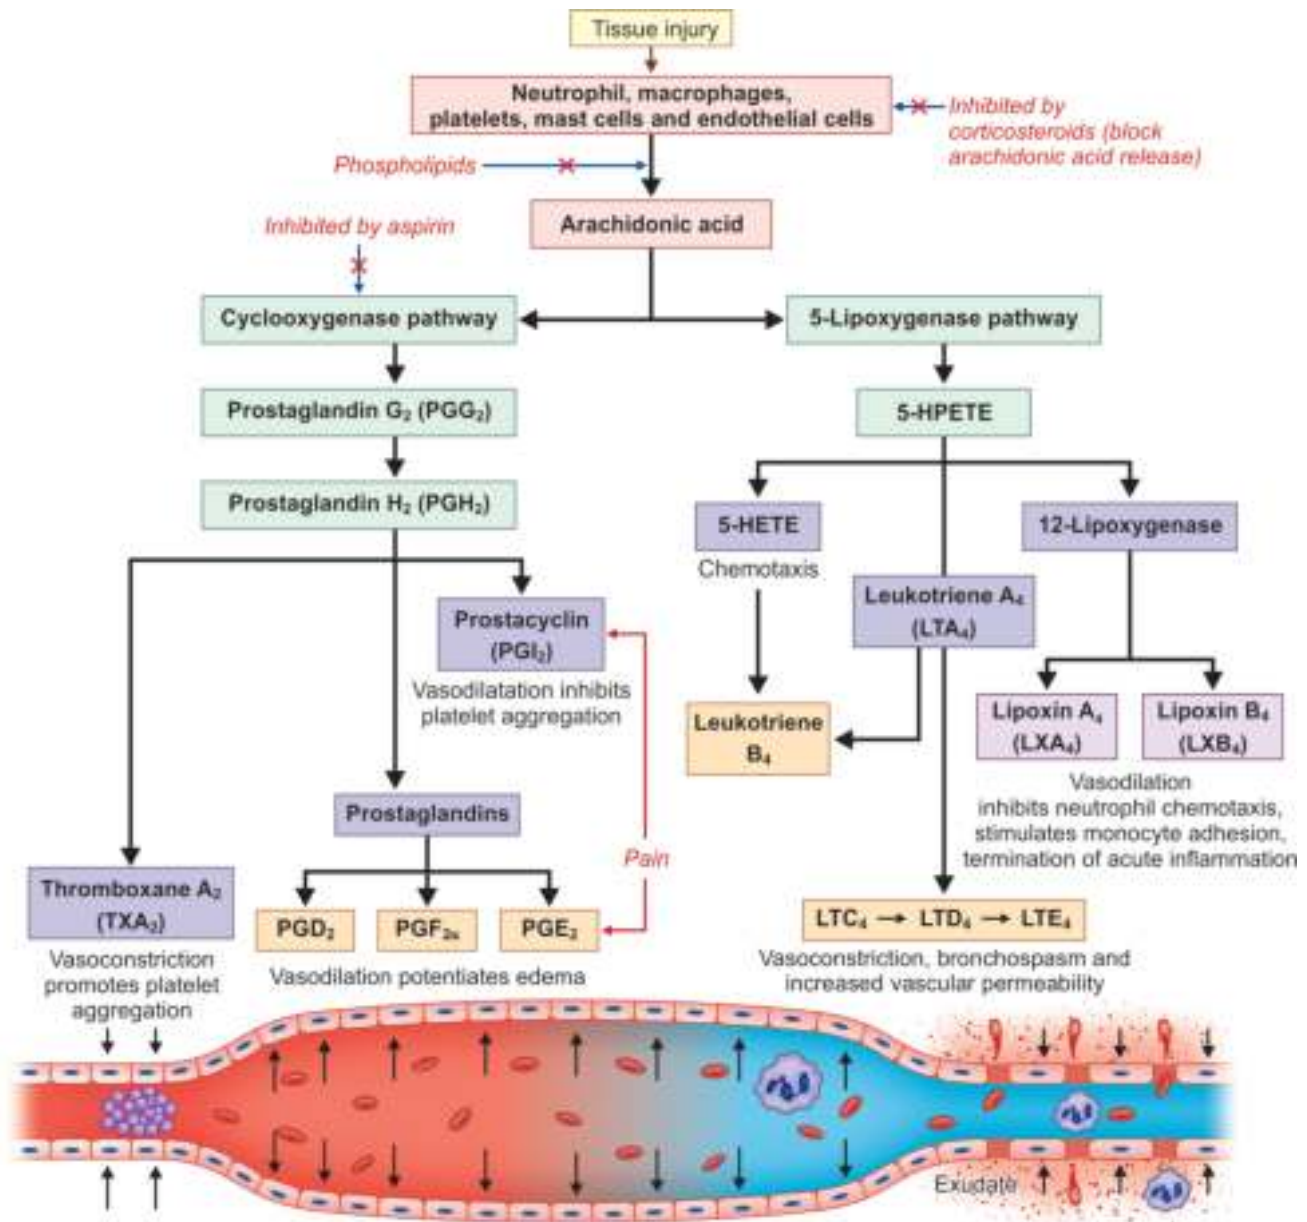 Tissue injury
Neutrophil, macrophages,
platelets, mast cells and endothelial cells
Inhibited by
corticosteroids (block
arachidonic acid release)
Phospholipids
Arachidonic acid
Inhibited by aspirin
Cyclooxygenase pathway
5-Lipoxygenase pathway
Prostaglandin G₂ (PGG₂)
5-HPETE
Prostaglandin H₂ (PGH₂)
5-HETE
Chemotaxis
12-Lipoxygenase
Leukotriene A₄
(LTA₄)
Prostacyclin
(PGI₂)
Vasodilatation inhibits
platelet aggregation
Leukotriene
B₄
Lipoxin A₄
(LXA₄)
Lipoxin B₄
(LXB₄)
Vasodilation
inhibits neutrophil chemotaxis,
stimulates monocyte adhesion,
termination of acute inflammation
Prostaglandins
Pain
Thromboxane A₂
(TXA₂)
Vasoconstriction
promotes platelet
aggregation
PGD₂
PGF₂α
PGE₂
Vasodilation potentiates edema
LTC₄ → LTD₄ → LTE₄
Vasoconstriction, bronchospasm and
increased vascular permeability
Exudate